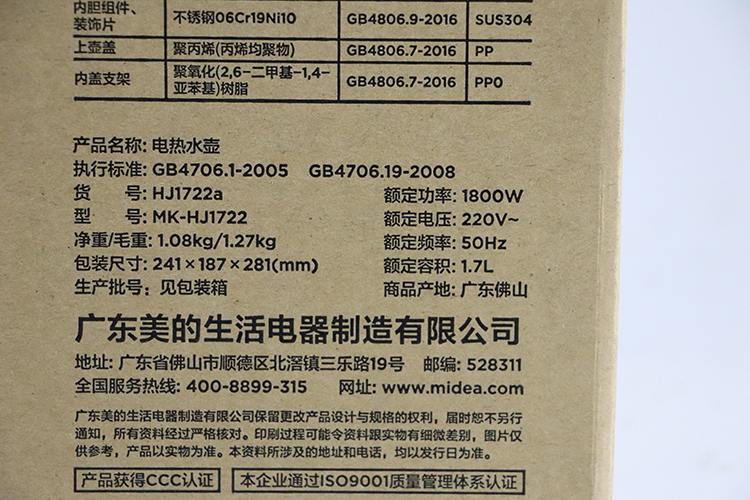 内胆组件、
装饰片 不锈钢06Cr19Ni10 GB4806.9-2016 SUS304
上壶盖 聚丙烯(丙烯均聚物) GB4806.7-2016 PP
内盖支架 聚氧化(2,6-二甲基-1,4-
亚苯基)树脂 GB4806.7-2016 PPO
产品名称: 电热水壶
执行标准: GB4706.1-2005 GB4706.19-2008
货 号: HJ1722a 额定功率: 1800W
型 号: MK-HJ1722 额定电压: 220V~
净重/毛重: 1.08kg/1.27kg 额定频率: 50Hz
包装尺寸: 241×187×281(mm) 额定容积: 1.7L
生产批号: 见包装箱 商品产地: 广东佛山
广东美的生活电器制造有限公司
地址: 广东省佛山市顺德区北滘镇三乐路19号 邮编: 528311
全国服务热线: 400-8899-315 网址: www.midea.com
广东美的生活电器制造有限公司保留更改产品设计与规格的权利，届时恕不另行
通知，所有资料经过严格核对。印刷过程可能令资料跟实物有细微差别，图片仅
供参考，产品以实物为准。本资料所涉及的地址和电话，均以发行日为准。
产品获得CCC认证 本企业通过ISO9001质量管理体系认证